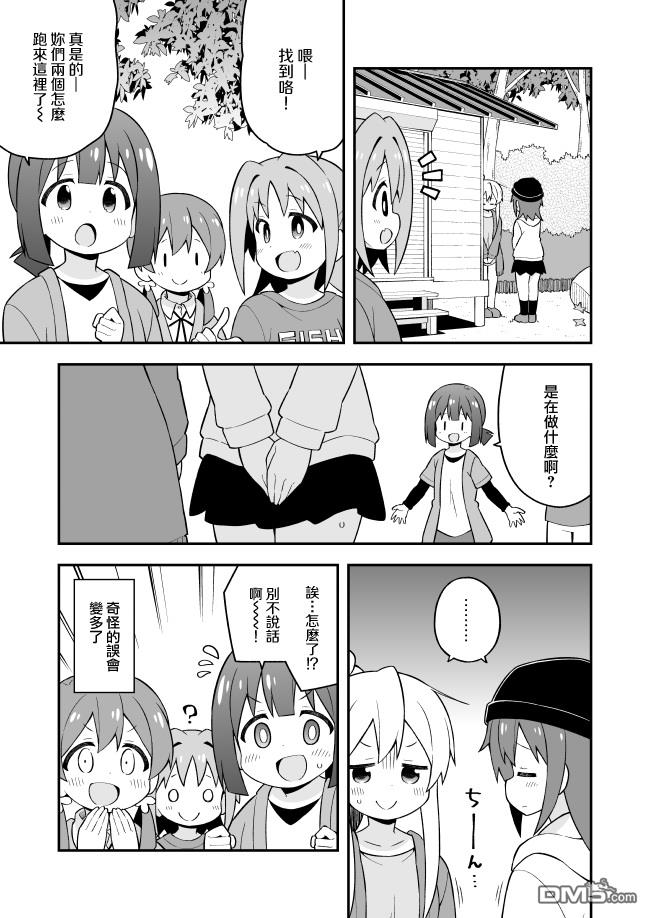 喂—
找到咯！
真是的—
妳們兩個怎麼
跑來這裡了～
FISH
是在做什麼啊？
………
ちーん…
誒…怎麼了!?
別不說話
啊～～～！
?
奇怪的誤會
變多了
DM5.com